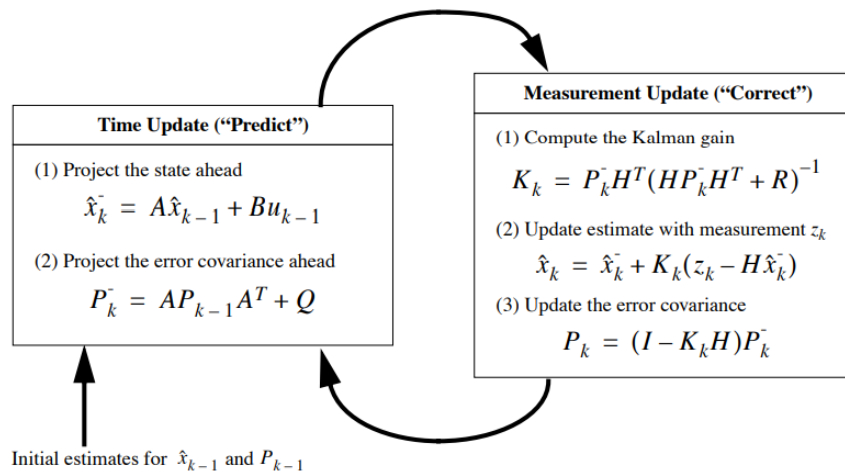 Time Update (“Predict”)
(1) Project the state ahead
x̂ₖ⁻ = Ax̂ₖ₋₁ + Buₖ₋₁
(2) Project the error covariance ahead
Pₖ⁻ = APₖ₋₁Aᵀ + Q
Measurement Update (“Correct”)
(1) Compute the Kalman gain
Kₖ = Pₖ⁻Hᵀ(HPₖ⁻Hᵀ + R)⁻¹
(2) Update estimate with measurement zₖ
x̂ₖ = x̂ₖ⁻ + Kₖ(zₖ – Hx̂ₖ⁻)
(3) Update the error covariance
Pₖ = (I – KₖH)Pₖ⁻
Initial estimates for x̂ₖ₋₁ and Pₖ₋₁